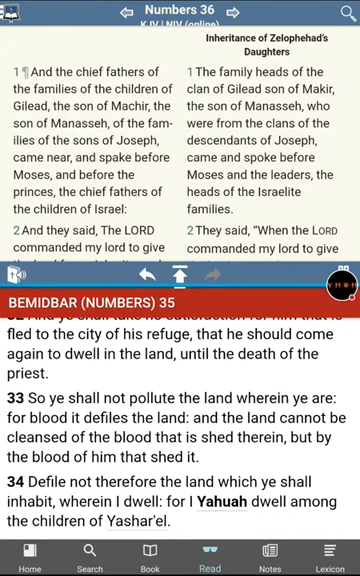 Numbers 36
KJV | NIV (online)
Inheritance of Zelophehad's
Daughters
1 ¶ And the chief fathers of
the families of the children of
Gilead, the son of Machir, the
son of Manasseh, of the fam-
ilies of the sons of Joseph,
came near, and spake before
Moses, and before the
princes, the chief fathers of
the children of Israel:
2 And they said, The LORD
commanded my lord to give
1 The family heads of the
clan of Gilead son of Makir,
the son of Manasseh, who
were from the clans of the
descendants of Joseph,
came and spoke before
Moses and the leaders, the
heads of the Israelite
families.
2 They said, “When the LORD
commanded my lord to give
BEMIDBAR (NUMBERS) 35
Y·M·W·M
32 And ye shall take no satisfaction for him that is
fled to the city of his refuge, that he should come
again to dwell in the land, until the death of the
priest.
33 So ye shall not pollute the land wherein ye are:
for blood it defiles the land: and the land cannot be
cleansed of the blood that is shed therein, but by
the blood of him that shed it.
34 Defile not therefore the land which ye shall
inhabit, wherein I dwell: for I Yahuah dwell among
the children of Yashar'el.
Home Search Book Read Notes Lexicon